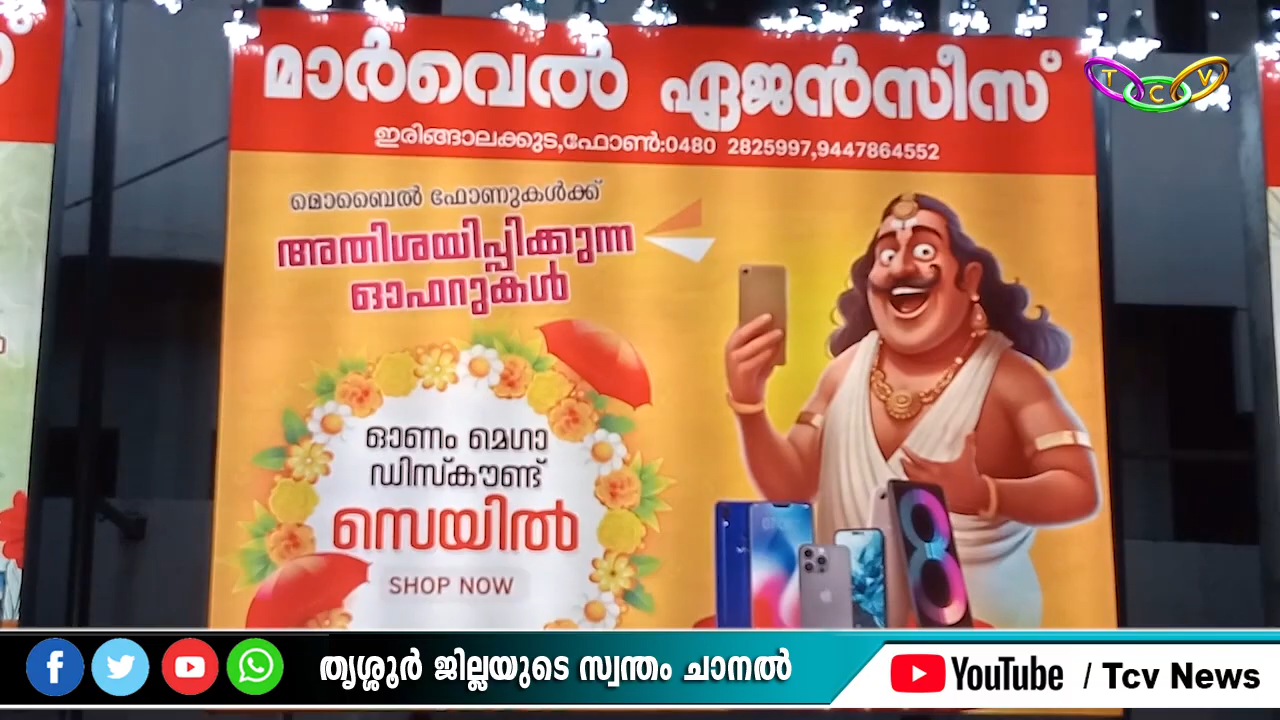 മാർവെൽ ഏജൻസീസ്
T C V
ഇരിങ്ങാലക്കുട,ഫോൺ:0480 2825997,9447864552
മൊബൈൽ ഫോണുകൾക്ക്
അതിശയിപ്പിക്കുന്ന
ഓഫറുകൾ
ഓണം മെഗാ
ഡിസ്കൗണ്ട്
സെയിൽ
SHOP NOW
തൃശ്ശൂർ ജില്ലയുടെ സ്വന്തം ചാനൽ
YouTube / Tcv News